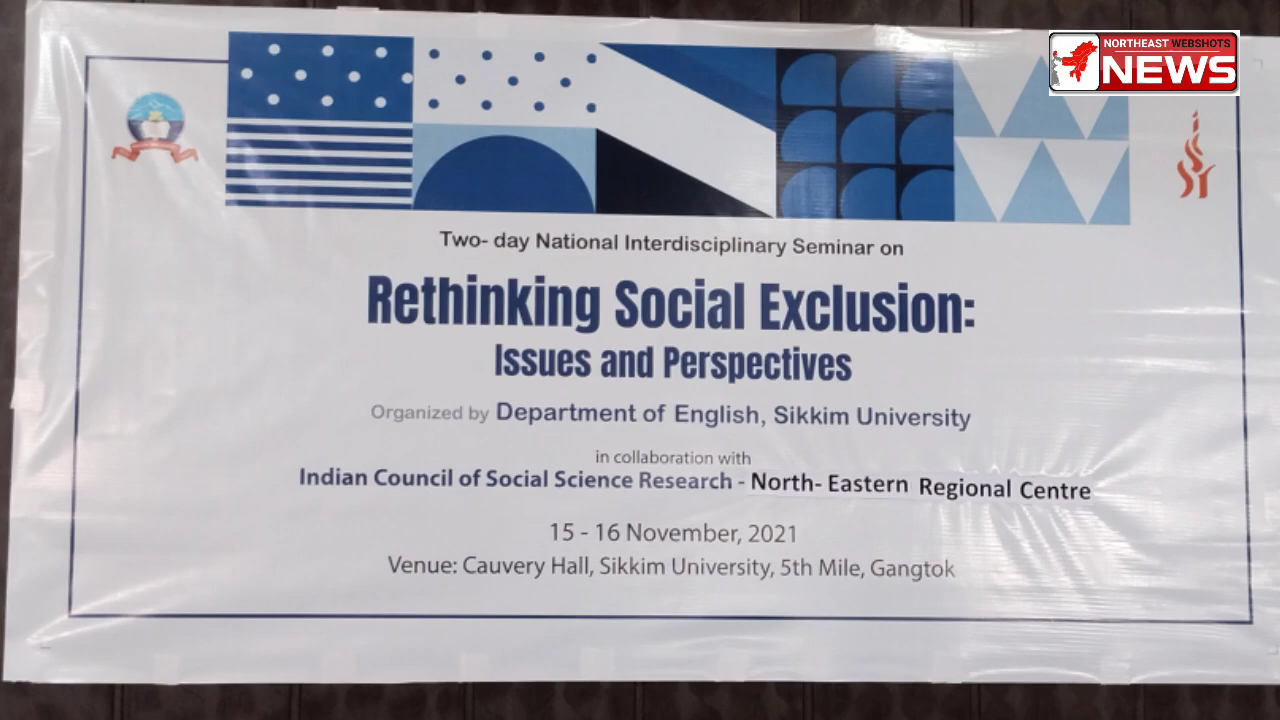 NORTHEAST WEBSHOTS
NEWS
Two- day National Interdisciplinary Seminar on
Rethinking Social Exclusion:
Issues and Perspectives
Organized by Department of English, Sikkim University
in collaboration with
Indian Council of Social Science Research - North- Eastern Regional Centre
15 - 16 November, 2021
Venue: Cauvery Hall, Sikkim University, 5th Mile, Gangtok